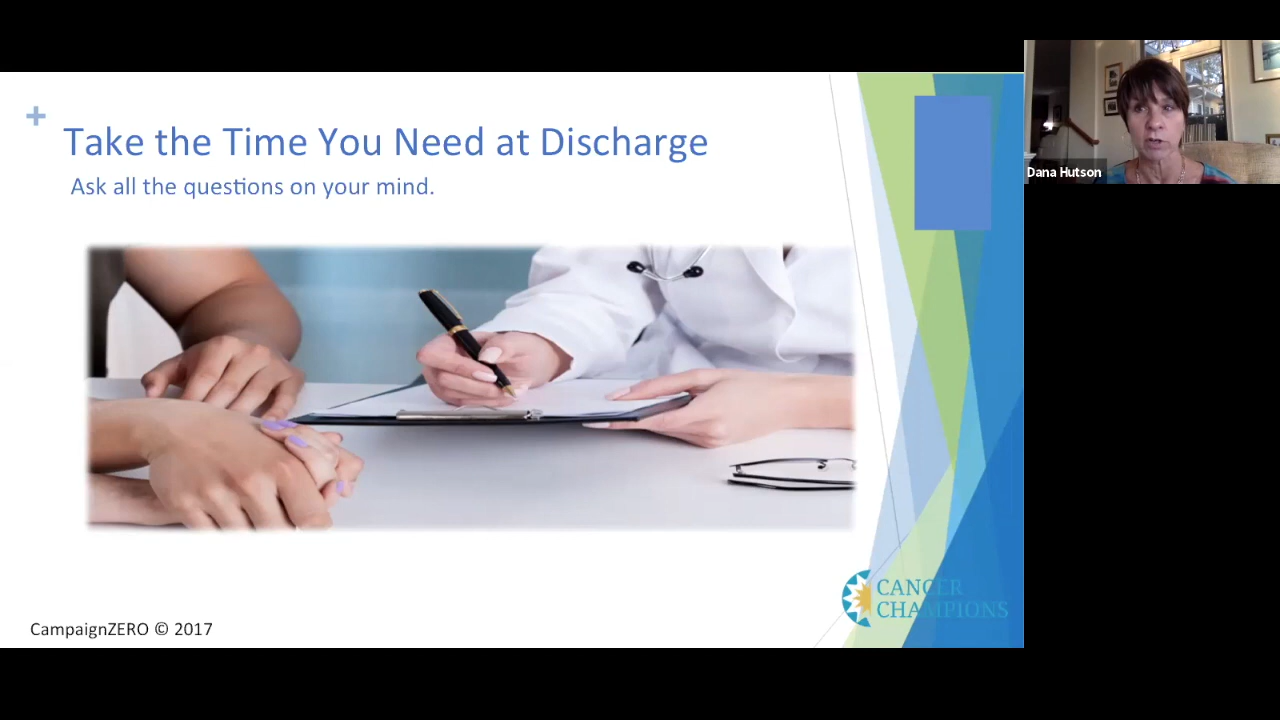 +
Take the Time You Need at Discharge
Ask all the questions on your mind.
Dana Hutson
CANCER
CHAMPIONS
CampaignZERO © 2017